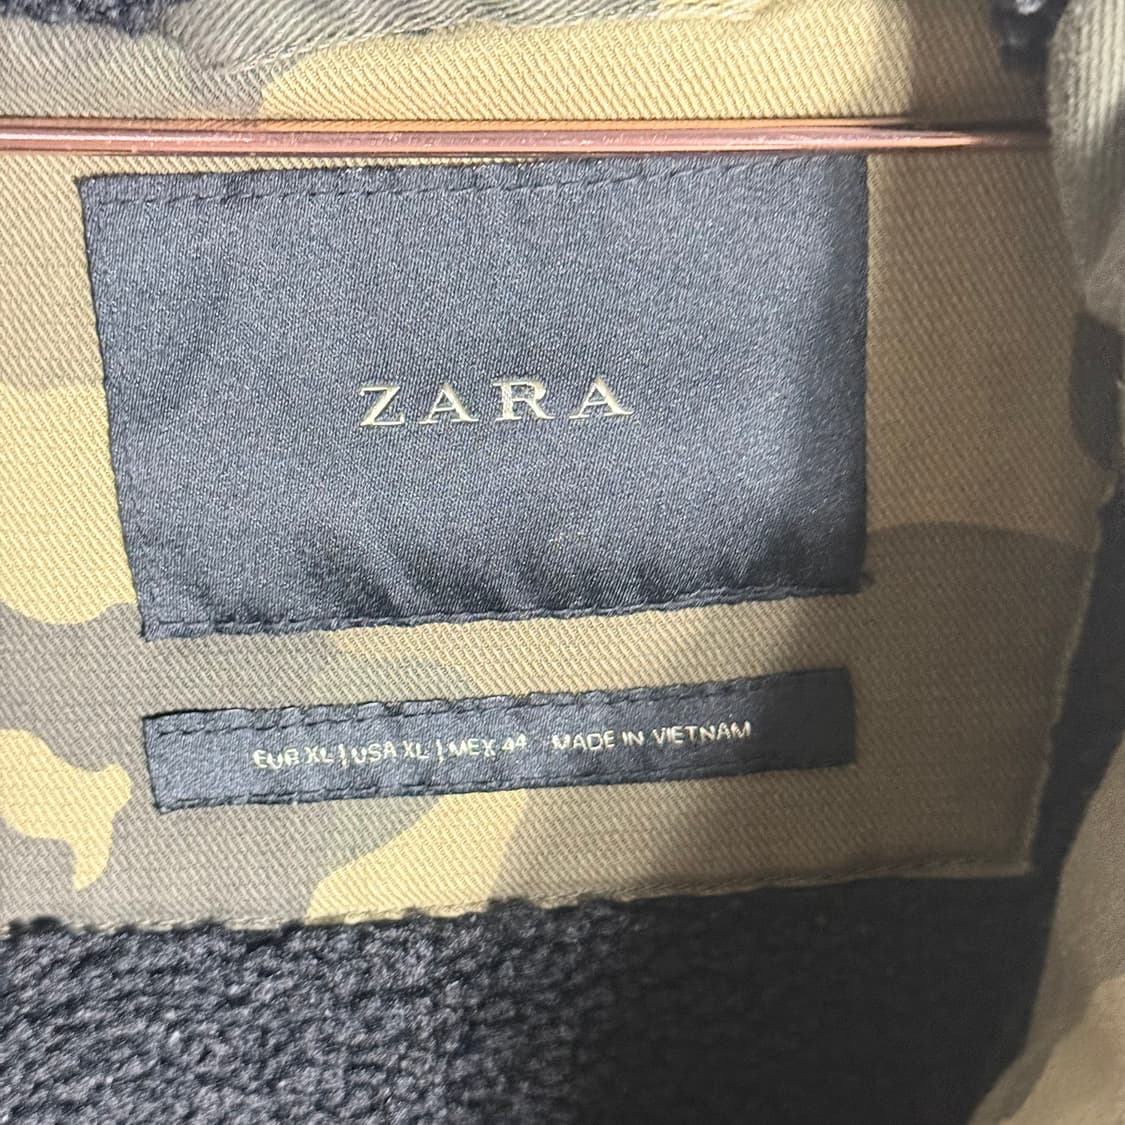 ZARA
EUR XL | USA XL | MEX 44 MADE IN VIETNAM